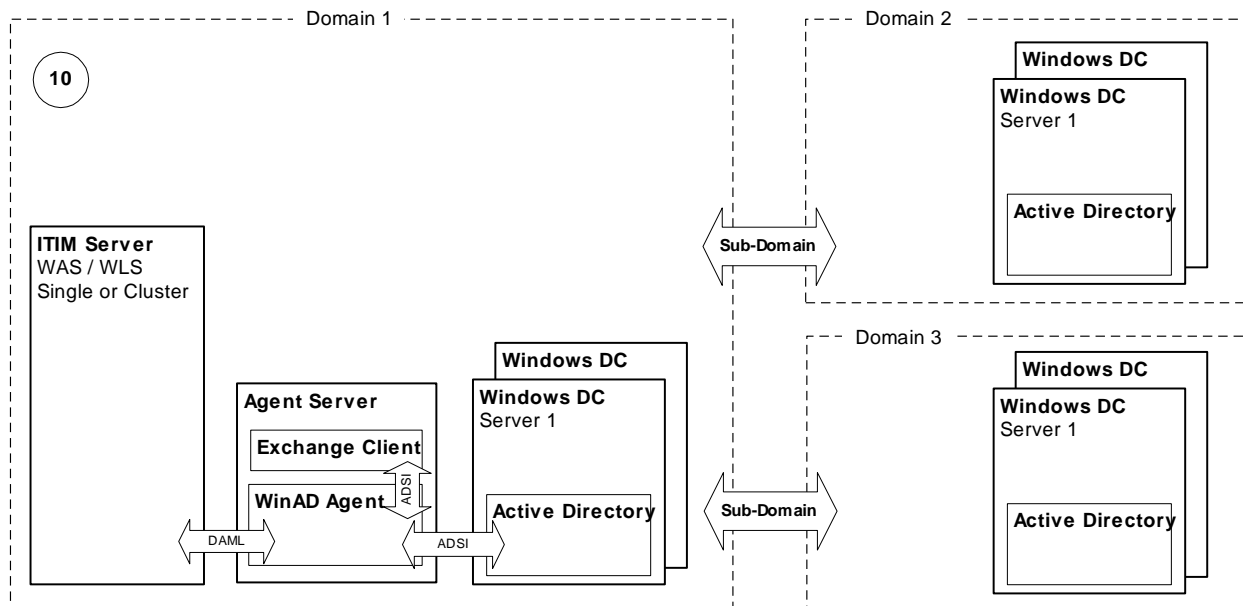 Domain 1
10
ITIM Server
WAS / WLS
Single or Cluster
Agent Server
Exchange Client
ADSI
WinAD Agent
DAML
ADSI
Windows DC
Windows DC
Server 1
Active Directory
Sub-Domain
Sub-Domain
Domain 2
Windows DC
Windows DC
Server 1
Active Directory
Domain 3
Windows DC
Windows DC
Server 1
Active Directory